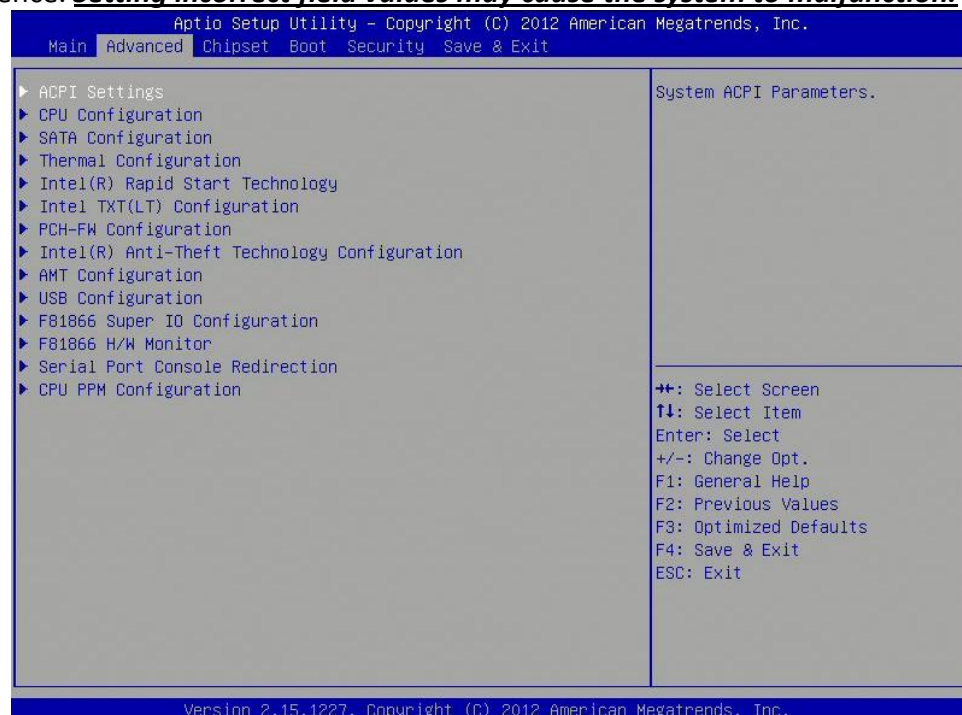 ence. Setting incorrect field values may cause the system to malfunction.
Aptio Setup Utility – Copyright (C) 2012 American Megatrends, Inc.
Main Advanced Chipset Boot Security Save & Exit
ACPI Settings
CPU Configuration
SATA Configuration
Thermal Configuration
Intel(R) Rapid Start Technology
Intel TXT(LT) Configuration
PCH-FW Configuration
Intel(R) Anti-Theft Technology Configuration
AMT Configuration
USB Configuration
F81866 Super IO Configuration
F81866 H/W Monitor
Serial Port Console Redirection
CPU PPM Configuration
System ACPI Parameters.
→←: Select Screen
↑↓: Select Item
Enter: Select
+/-: Change Opt.
F1: General Help
F2: Previous Values
F3: Optimized Defaults
F4: Save & Exit
ESC: Exit
Version 2.15.1227. Copyright (C) 2012 American Megatrends, Inc.